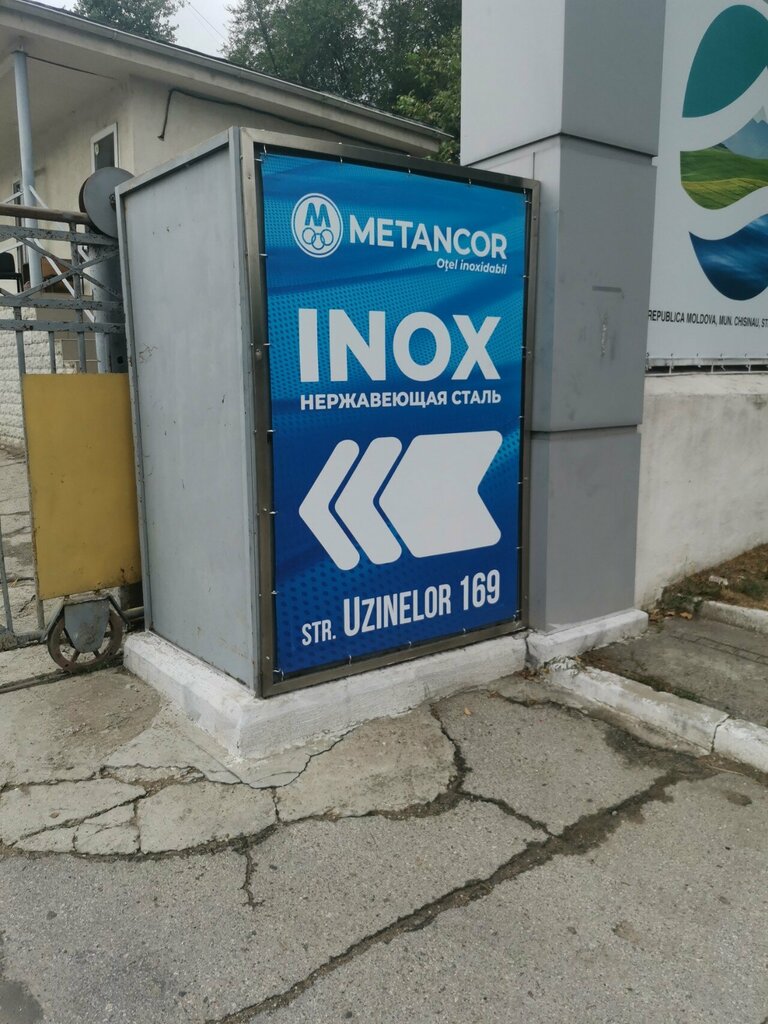 M
METANCOR
Oțel inoxidabil
INOX
НЕРЖАВЕЮЩАЯ СТАЛЬ
STR. UZINELOR 169
REPUBLICA MOLDOVA, MUN. CHISINAU,